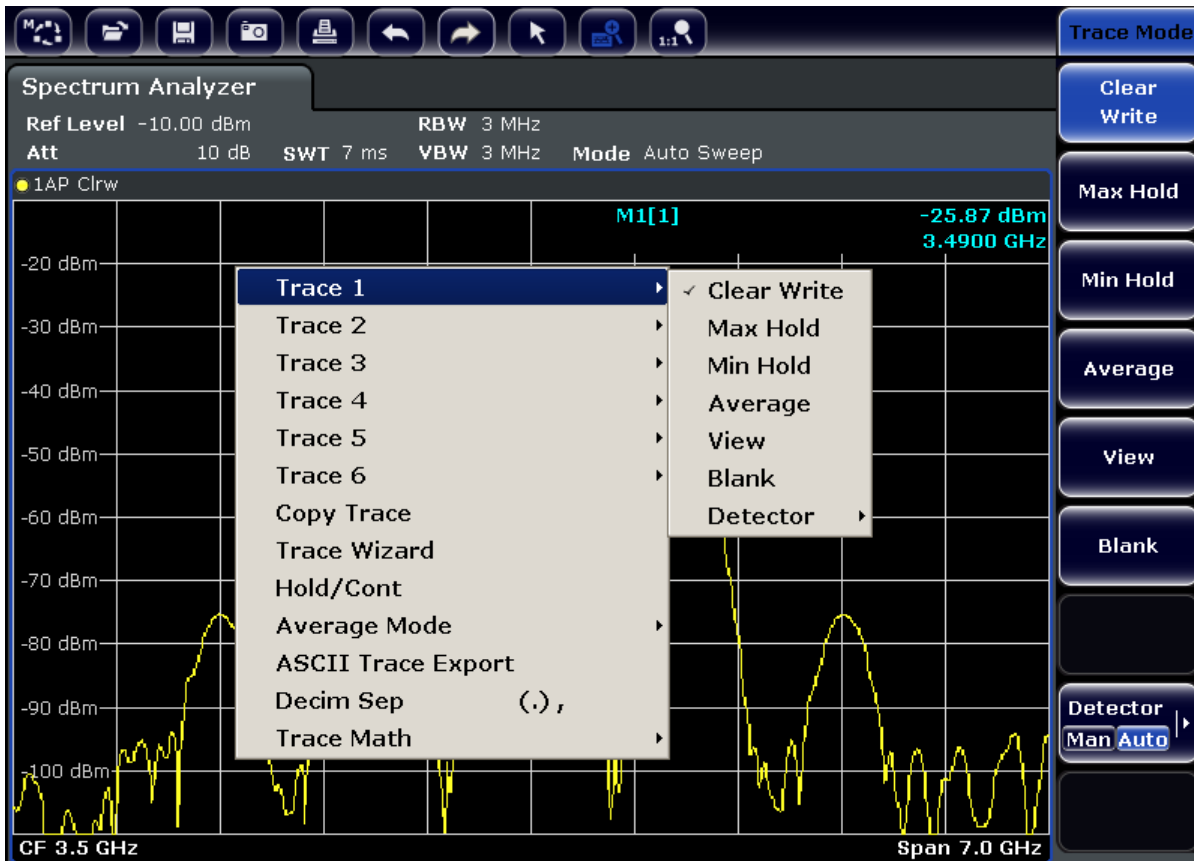 M
1:1
Trace Mode
Spectrum Analyzer
Ref Level -10.00 dBm RBW 3 MHz
Att 10 dB SWT 7 ms VBW 3 MHz Mode Auto Sweep
1AP Clrw
M1[1] -25.87 dBm
3.4900 GHz
-20 dBm
-30 dBm
-40 dBm
-50 dBm
-60 dBm
-70 dBm
-80 dBm
-90 dBm
-100 dBm
Trace 1
Trace 2
Trace 3
Trace 4
Trace 5
Trace 6
Copy Trace
Trace Wizard
Hold/Cont
Average Mode
ASCII Trace Export
Decim Sep (.) ,
Trace Math
✓ Clear Write
Max Hold
Min Hold
Average
View
Blank
Detector
CF 3.5 GHz Span 7.0 GHz
Clear
Write
Max Hold
Min Hold
Average
View
Blank
Detector
Man Auto